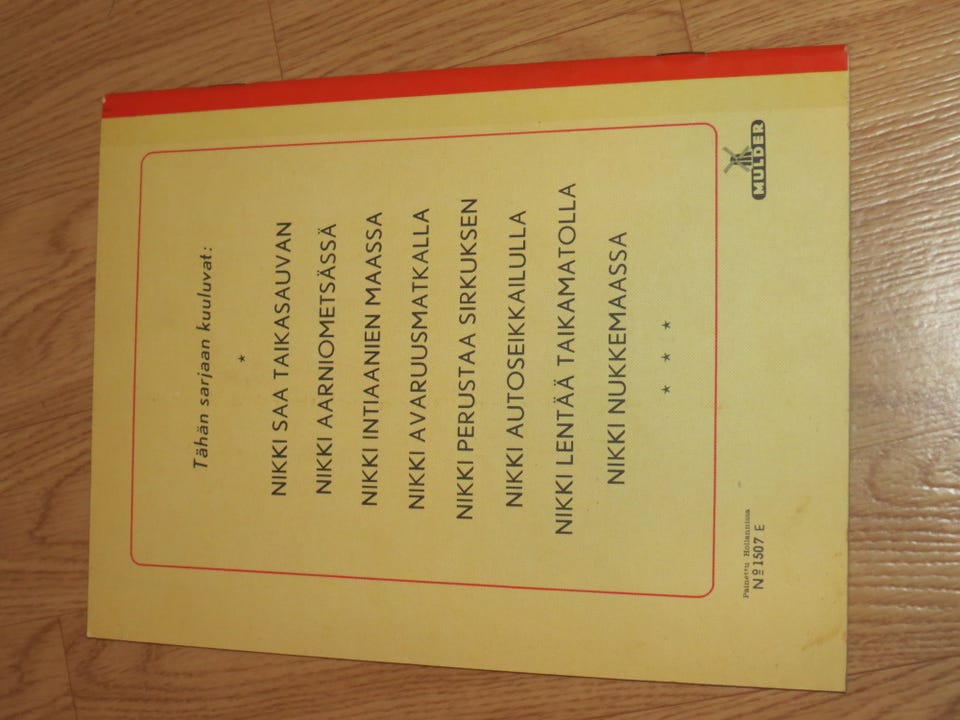 Tähän sarjaan kuuluvat:
*
NIKKI SAA TAIKASAUVAN
NIKKI AARNIOMETSÄSSÄ
NIKKI INTIAANIEN MAASSA
NIKKI AVARUUSMATKALLA
NIKKI PERUSTAA SIRKUKSEN
NIKKI AUTOSEIKKAILULLA
NIKKI LENTÄÄ TAIKAMATOLLA
NIKKI NUKKEMAASSA
* * *
Painettu Hollannissa
Nº 1507 E
MULDER